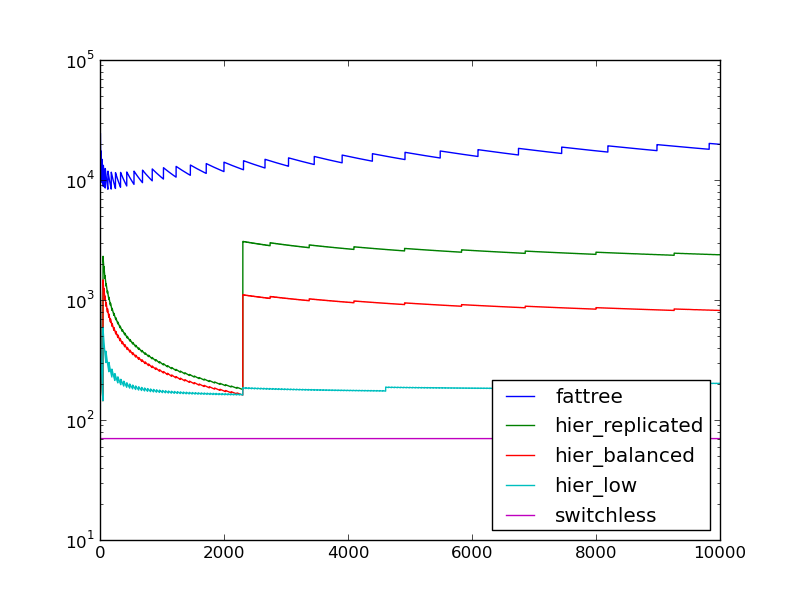 10^5
10^4
10^3
10^2
10^1
0 2000 4000 6000 8000 10000
fattree
hier_replicated
hier_balanced
hier_low
switchless